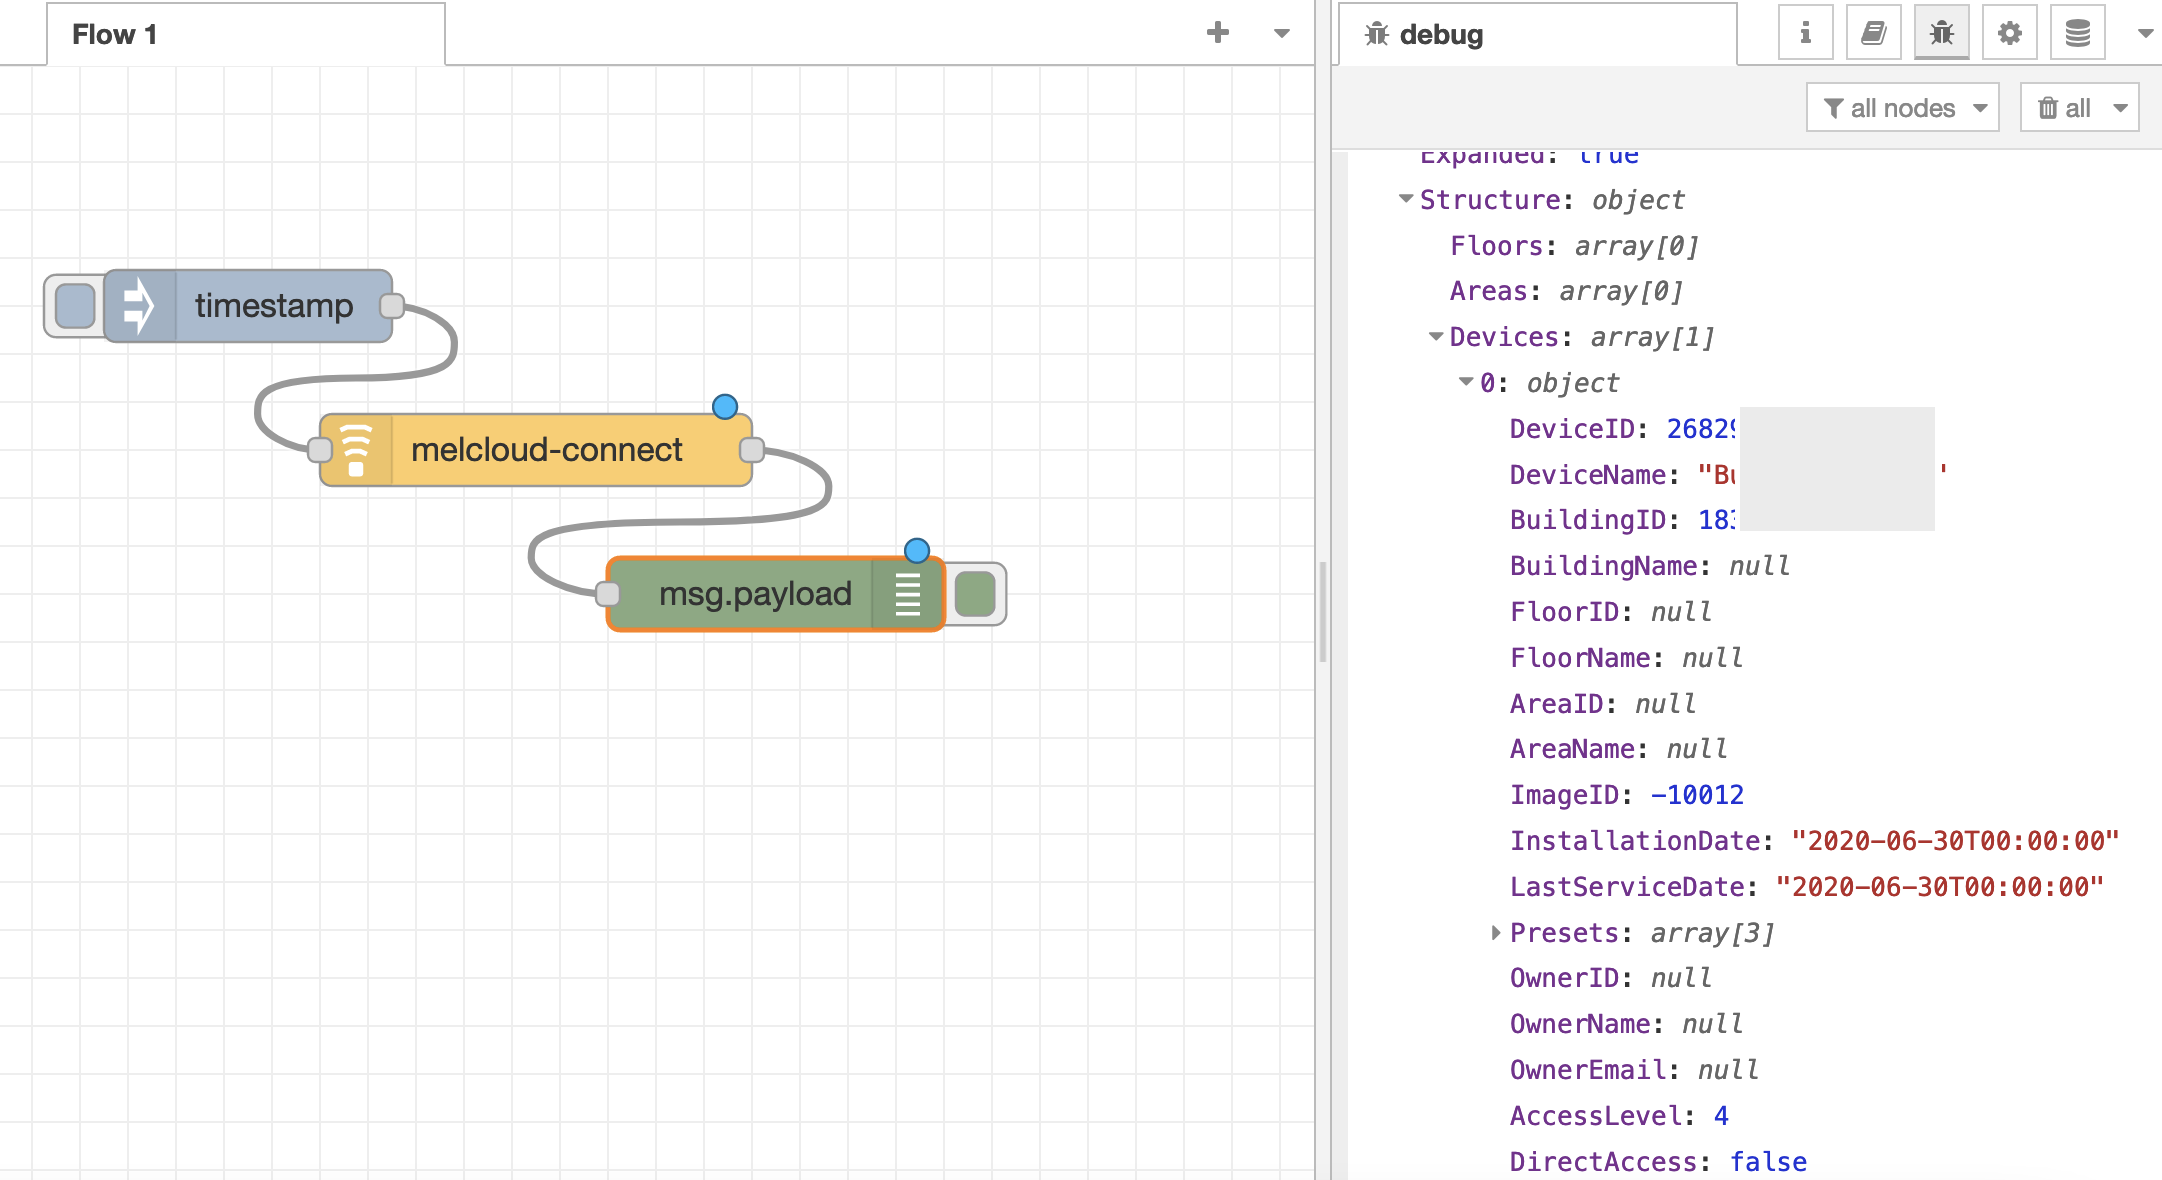 Flow 1
timestamp
melcloud-connect
msg.payload
debug
all nodes
all
Expanded: true
Structure: object
Floors: array[0]
Areas: array[0]
Devices: array[1]
0: object
DeviceID: 2682
DeviceName: "B
BuildingID: 18
BuildingName: null
FloorID: null
FloorName: null
AreaID: null
AreaName: null
ImageID: -10012
InstallationDate: "2020-06-30T00:00:00"
LastServiceDate: "2020-06-30T00:00:00"
Presets: array[3]
OwnerID: null
OwnerName: null
OwnerEmail: null
AccessLevel: 4
DirectAccess: false